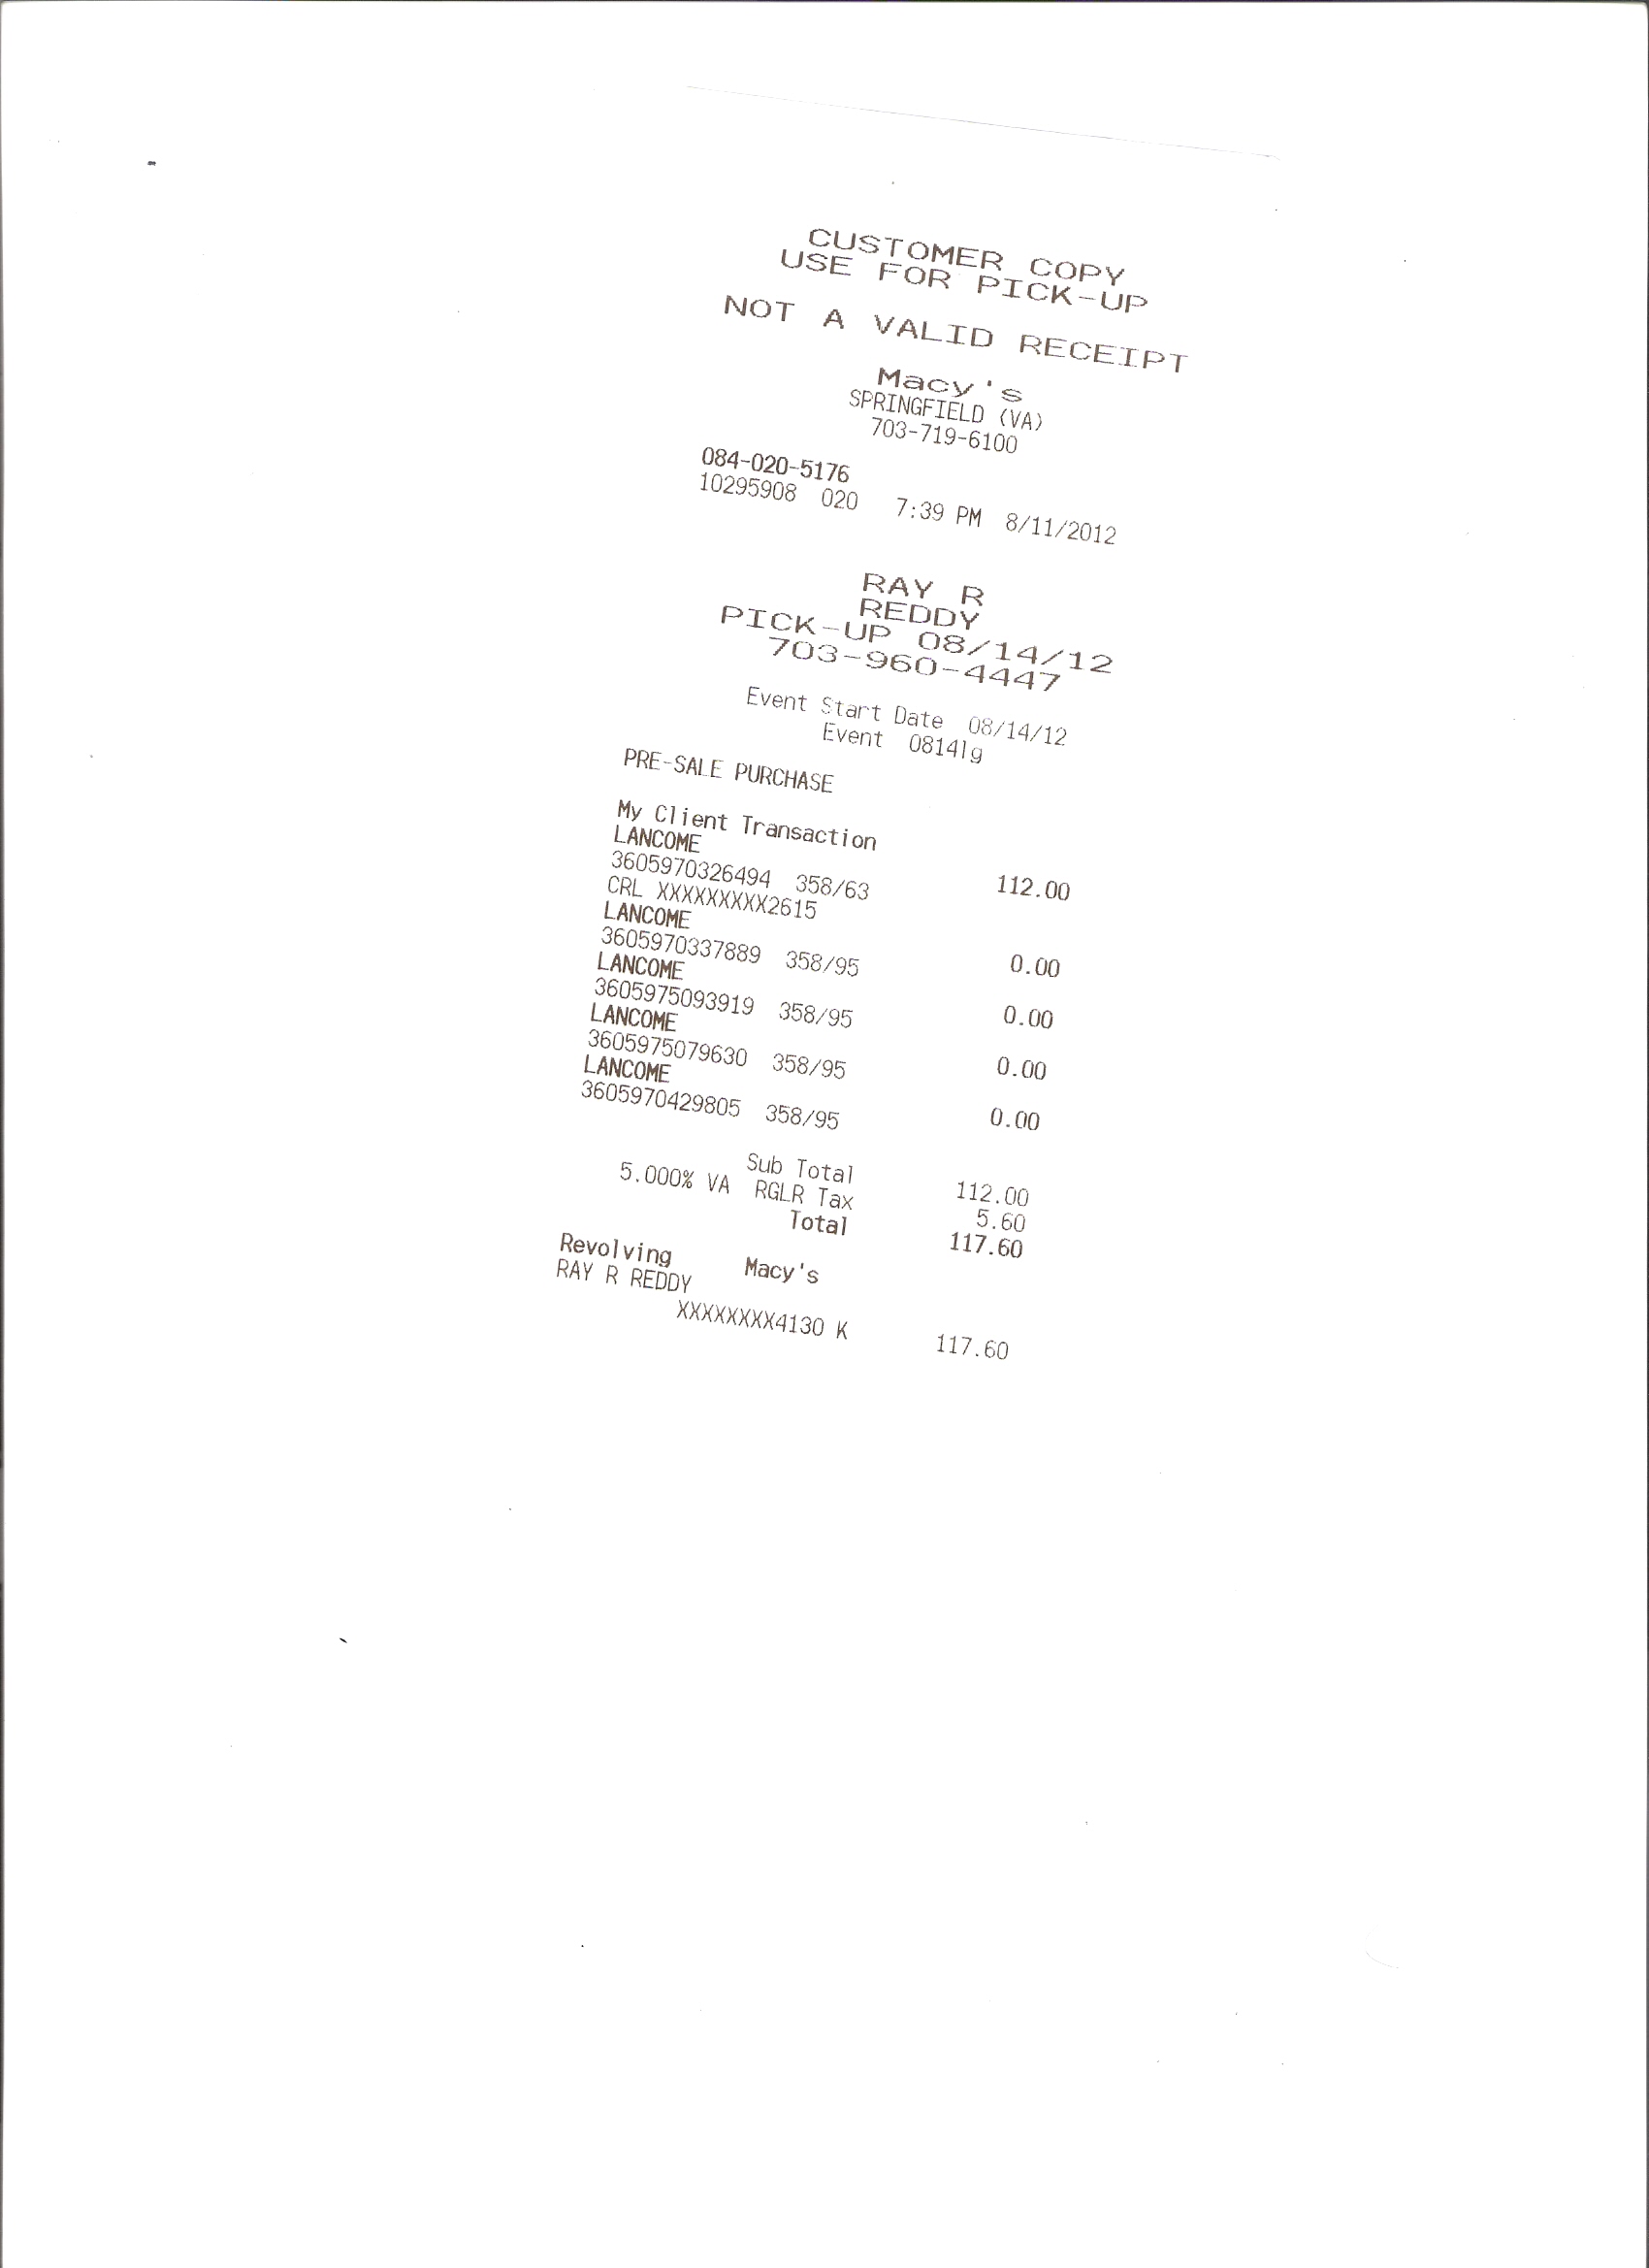 CUSTOMER COPY
USE FOR PICK-UP
NOT A VALID RECEIPT
Macy's
SPRINGFIELD (VA)
703-719-6100
084-020-5176
10295908 020 7:39 PM 8/11/2012
RAY R
REDDY
PICK-UP 08/14/12
703-960-4447
Event Start Date 08/14/12
Event 0814lg
PRE-SALE PURCHASE
My Client Transaction
LANCOME
3605970326494 358/63 112.00
CRL XXXXXXXXX2615
LANCOME
3605970337889 358/95 0.00
LANCOME
3605975093919 358/95 0.00
LANCOME
3605975079630 358/95 0.00
LANCOME
3605970429805 358/95 0.00
Sub Total 112.00
5.000% VA RGLR Tax 5.60
Total 117.60
Revolving Macy's
RAY R REDDY
XXXXXXXX4130 K 117.60